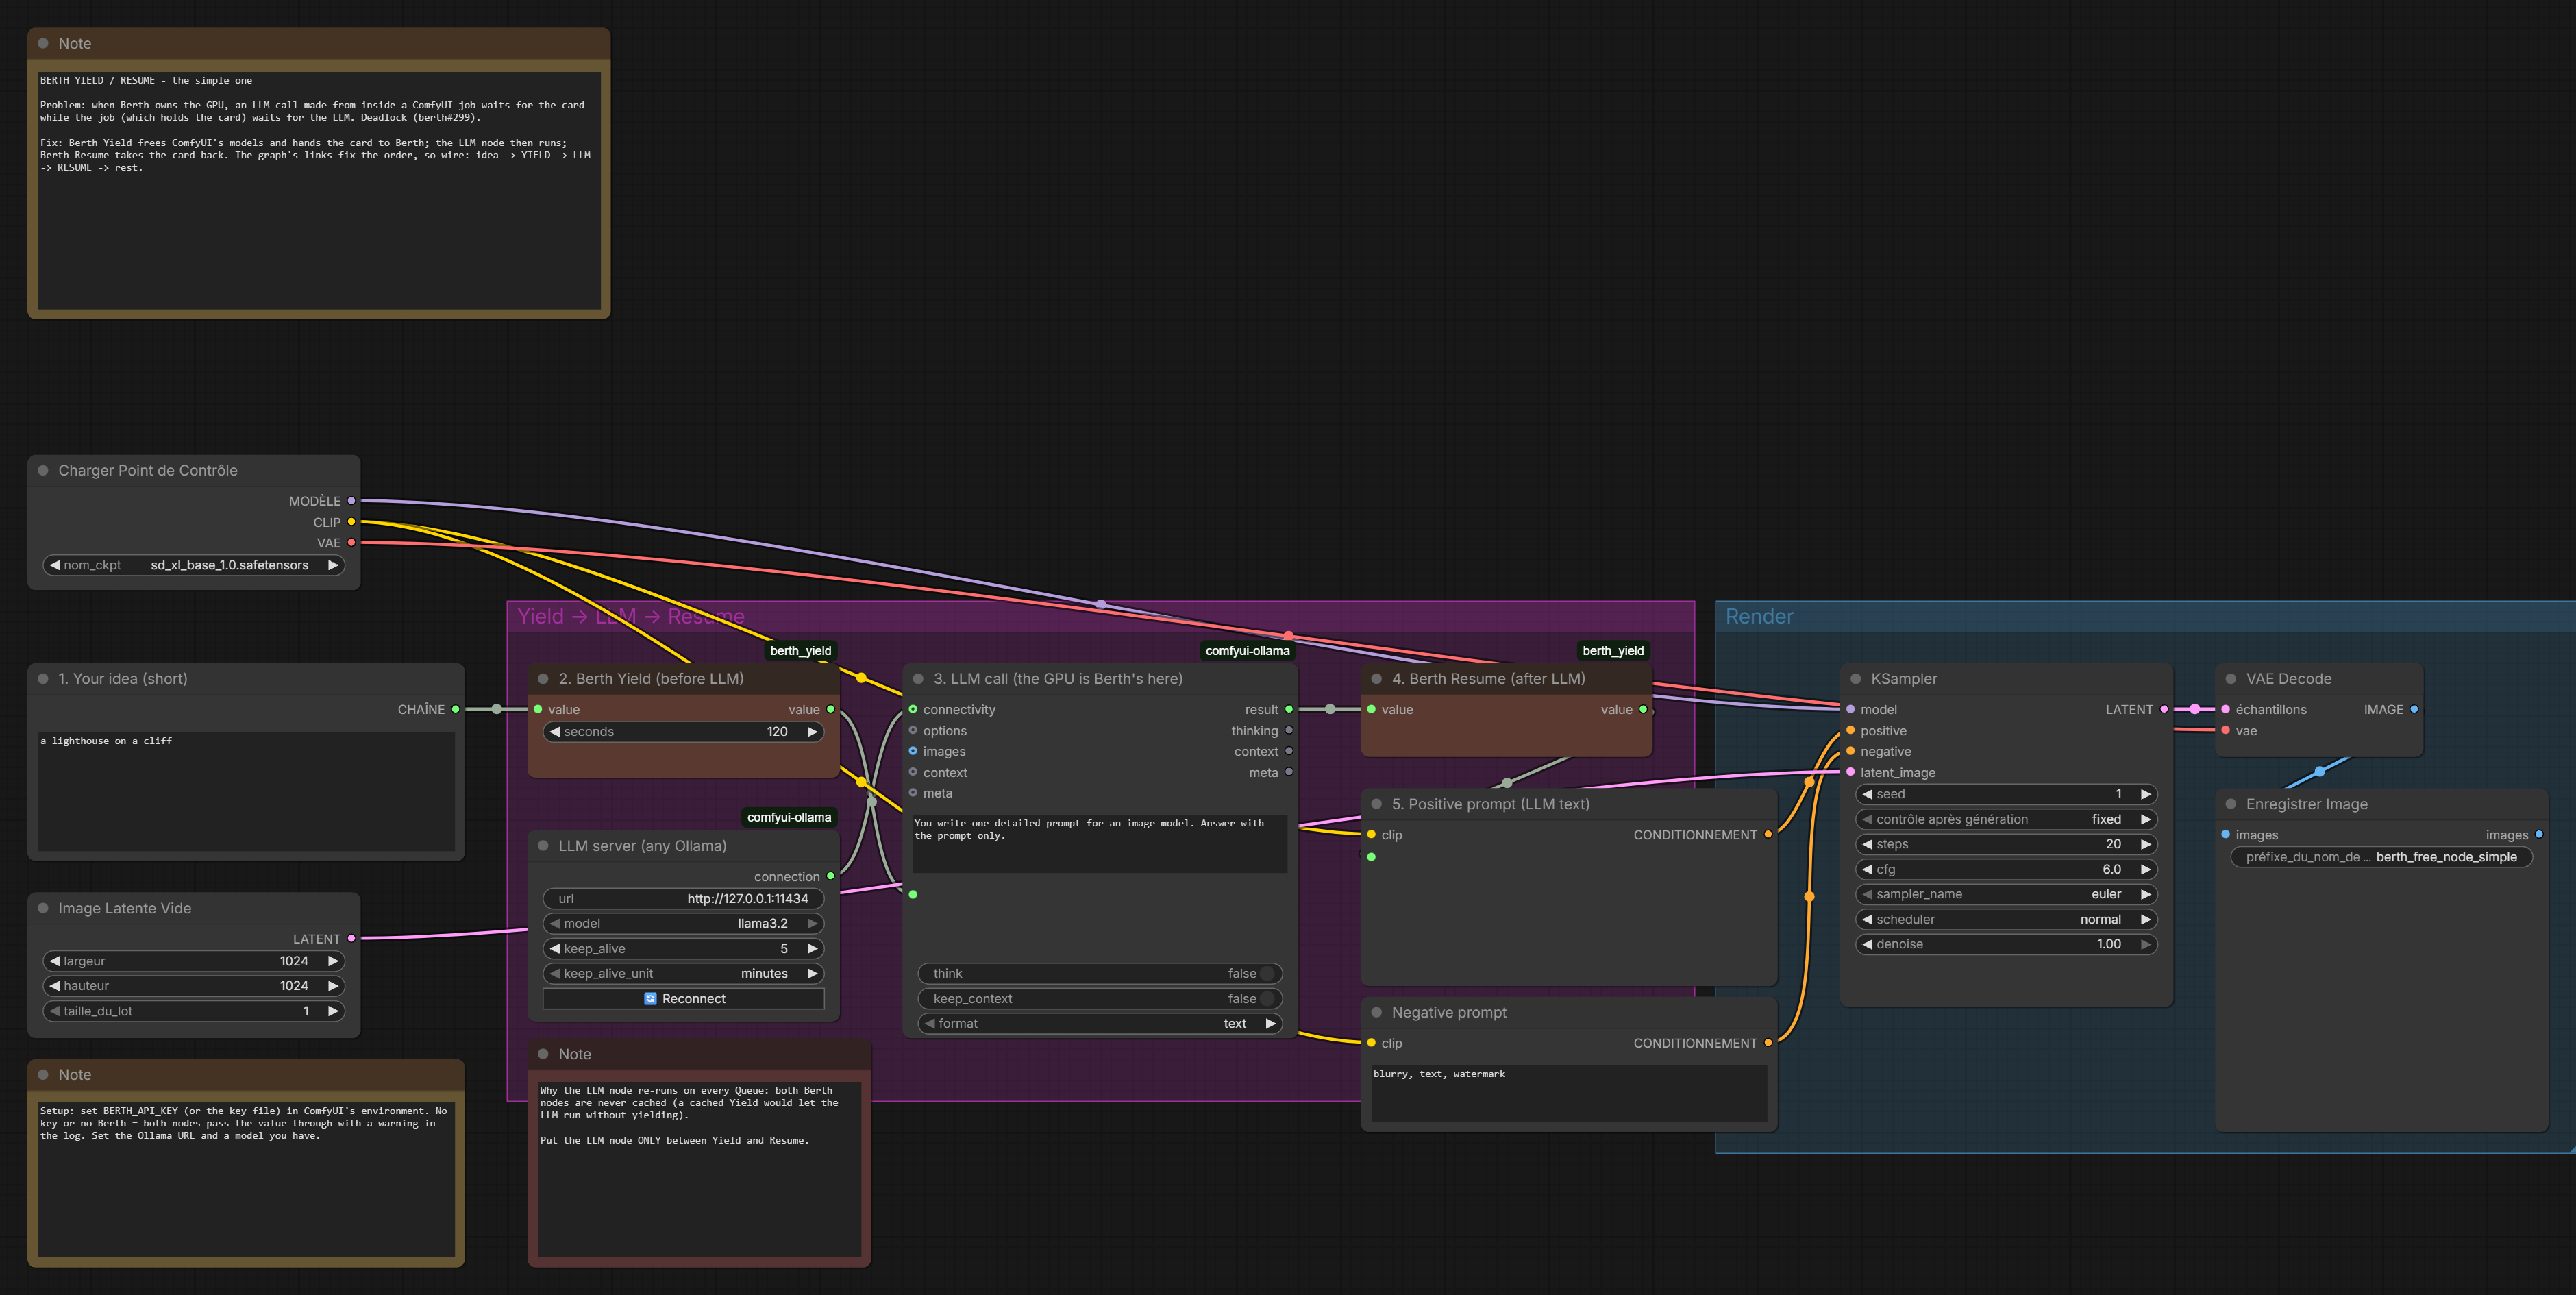 Note
BERTH YIELD / RESUME - the simple one
Problem: when Berth owns the GPU, an LLM call made from inside a ComfyUI job waits for the card
while the job (which holds the card) waits for the LLM. Deadlock (berth#299).
Fix: Berth Yield frees ComfyUI's models and hands the card to Berth; the LLM node then runs;
Berth Resume takes the card back. The graph's links fix the order, so wire: idea -> YIELD -> LLM
-> RESUME -> rest.
Charger Point de Contrôle
MODÈLE
CLIP
VAE
nom_ckpt sd_xl_base_1.0.safetensors
1. Your idea (short)
CHAÎNE
a lighthouse on a cliff
Image Latente Vide
LATENT
largeur 1024
hauteur 1024
taille_du_lot 1
Note
Setup: set BERTH_API_KEY (or the key file) in ComfyUI's environment. No
key or no Berth = both nodes pass the value through with a warning in
the log. Set the Ollama URL and a model you have.
Yield → LLM → Resume
berth_yield
2. Berth Yield (before LLM)
value value
seconds 120
comfyui-ollama
LLM server (any Ollama)
connection
url http://127.0.0.1:11434
model llama3.2
keep_alive 5
keep_alive_unit minutes
Reconnect
Note
Why the LLM node re-runs on every Queue: both Berth
nodes are never cached (a cached Yield would let the
LLM run without yielding).
Put the LLM node ONLY between Yield and Resume.
comfyui-ollama
3. LLM call (the GPU is Berth's here)
connectivity result
options thinking
images context
context meta
meta
You write one detailed prompt for an image model. Answer with
the prompt only.
think false
keep_context false
format text
berth_yield
4. Berth Resume (after LLM)
value value
5. Positive prompt (LLM text)
clip CONDITIONNEMENT
Negative prompt
clip CONDITIONNEMENT
blurry, text, watermark
Render
KSampler
model LATENT
positive
negative
latent_image
seed 1
contrôle après génération fixed
steps 20
cfg 6.0
sampler_name euler
scheduler normal
denoise 1.00
VAE Decode
échantillons IMAGE
vae
Enregistrer Image
images images
préfixe_du_nom_de ... berth_free_node_simple